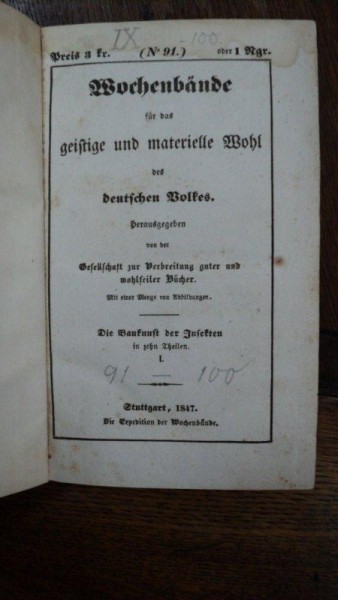 IX -100.
Preis 3 kr. (Nº 91.) oder 1 Ngr.
Wochenbände
für das
geistige und materielle Wohl
des
deutschen Volkes.
Herausgegeben
von der
Gesellschaft zur Verbreitung guter und
wohlfeiler Bücher.
Mit einer Menge von Abbildungen.
Die Baukunst der Insekten
in zehn Theilen.
I.
91 — 100
Stuttgart, 1847.
Die Expedition der Wochenbände.